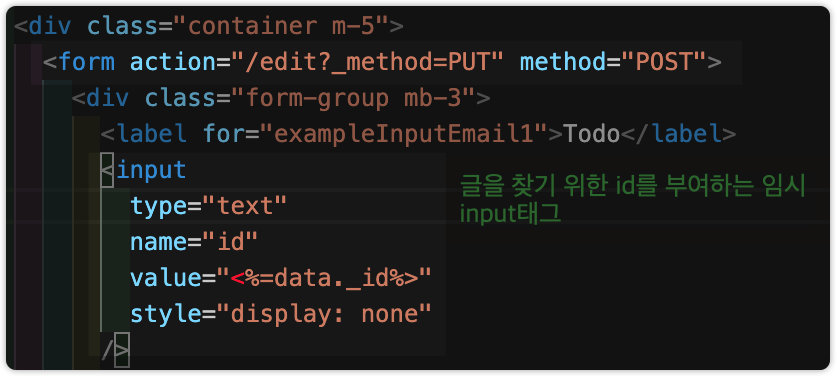 <div class="container m-5">
<form action="/edit?_method=PUT" method="POST">
<div class="form-group mb-3">
<label for="exampleInputEmail1">Todo</label>
<input
type="text"
name="id"
value="<%=data._id%>"
style="display: none"
/>
글을 찾기 위한 id를 부여하는 임시
input태그